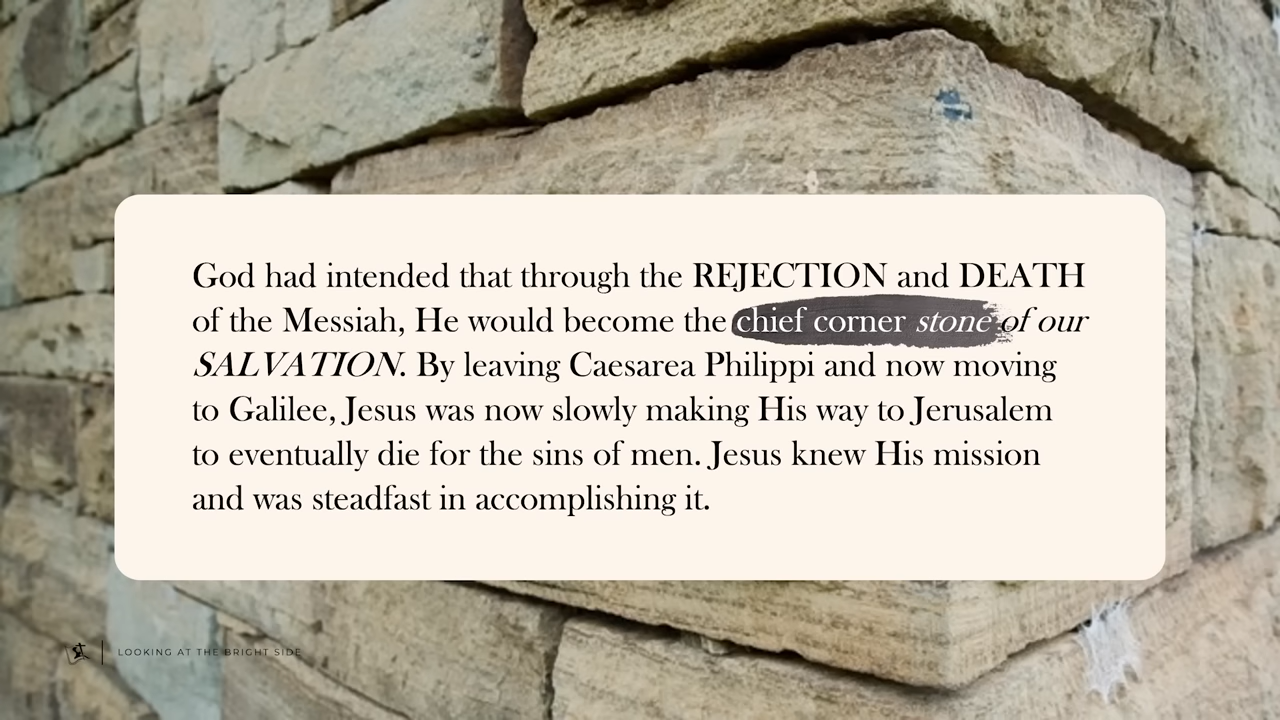 God had intended that through the REJECTION and DEATH
of the Messiah, He would become the chief corner stone of our
SALVATION. By leaving Caesarea Philippi and now moving
to Galilee, Jesus was now slowly making His way to Jerusalem
to eventually die for the sins of men. Jesus knew His mission
and was steadfast in accomplishing it.
LOOKING AT THE BRIGHT SIDE